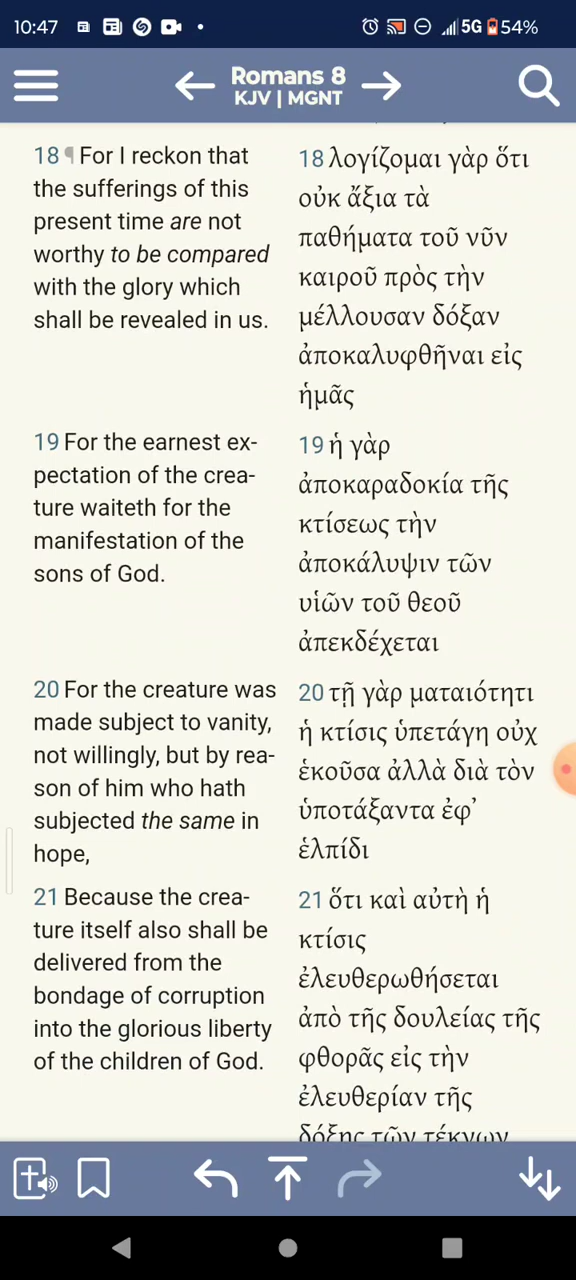 10:47
5G 54%
Romans 8
KJV | MGNT
18 ¶ For I reckon that
the sufferings of this
present time are not
worthy to be compared
with the glory which
shall be revealed in us.
18 λογίζομαι γὰρ ὅτι
οὐκ ἄξια τὰ
παθήματα τοῦ νῦν
καιροῦ πρὸς τὴν
μέλλουσαν δόξαν
ἀποκαλυφθῆναι εἰς
ἡμᾶς
19 For the earnest ex-
pectation of the crea-
ture waiteth for the
manifestation of the
sons of God.
19 ἡ γὰρ
ἀποκαραδοκία τῆς
κτίσεως τὴν
ἀποκάλυψιν τῶν
υἱῶν τοῦ θεοῦ
ἀπεκδέχεται
20 For the creature was
made subject to vanity,
not willingly, but by rea-
son of him who hath
subjected the same in
hope,
20 τῇ γὰρ ματαιότητι
ἡ κτίσις ὑπετάγη οὐχ
ἑκοῦσα ἀλλὰ διὰ τὸν
ὑποτάξαντα ἐφ’
ἑλπίδι
21 Because the crea-
ture itself also shall be
delivered from the
bondage of corruption
into the glorious liberty
of the children of God.
21 ὅτι καὶ αὐτὴ ἡ
κτίσις
ἐλευθερωθήσεται
ἀπὸ τῆς δουλείας τῆς
φθορᾶς εἰς τὴν
ἐλευθερίαν τῆς
δόξης τῶν τέκνων